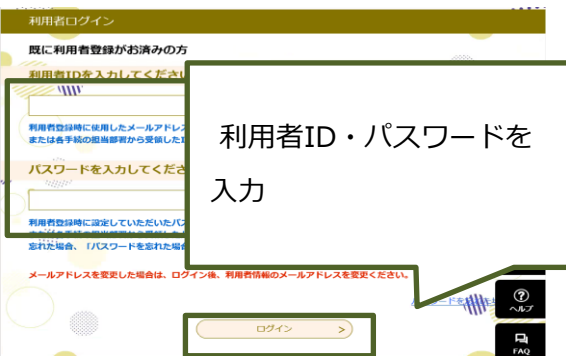 利用者ログイン
既に利用者登録がお済みの方
利用者IDを入力してください
利用者登録時に使用したメールアドレス
または各手続の担当部署から受領したI
パスワードを入力してくださ
利用者登録時に設定していただいたパス
忘れた場合、「パスワードを忘れた場合
利用者ID・パスワードを
入力
メールアドレスを変更した場合は、ログイン後、利用者情報のメールアドレスを変更ください。
ログイン >
?
ヘルプ
FAQ